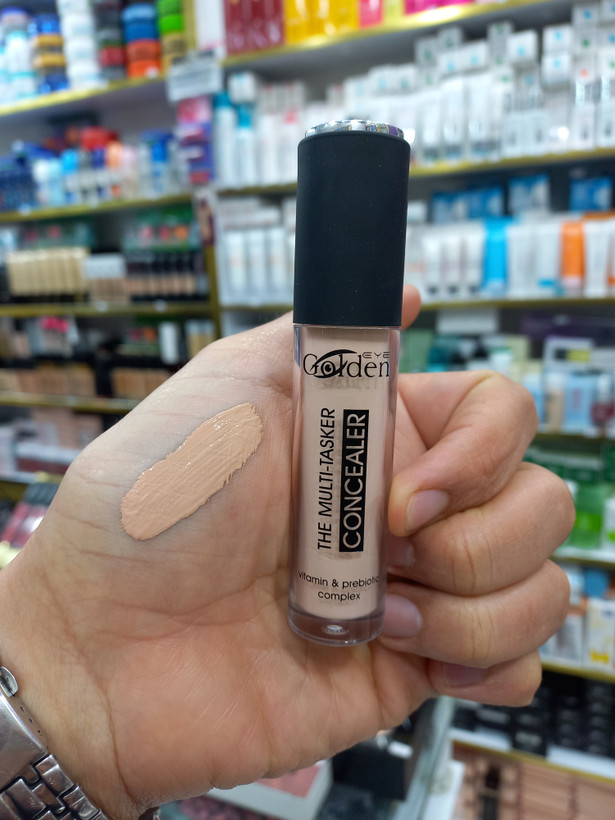 EYE
Golden
THE MULTI-TASKER
CONCEALER
vitamin & prebiotic
complex